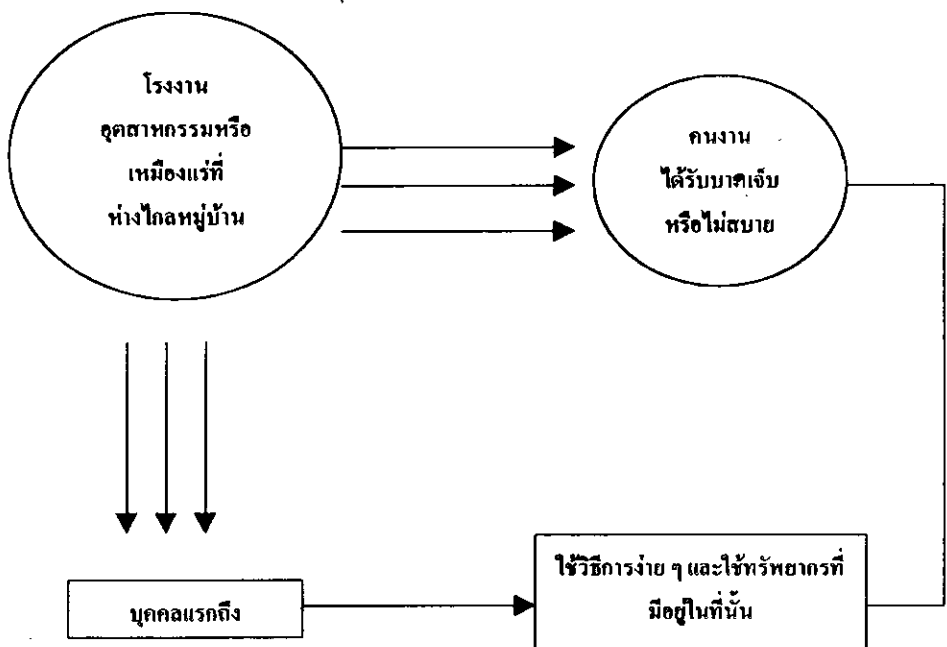 โรงงาน
อุตสาหกรรมหรือ
เหมืองแร่ที่
ห่างไกลหมู่บ้าน
คนงาน
ได้รับบาดเจ็บ
หรือไม่สบาย
บุคคลแรกถึง
ใช้วิธีการง่าย ๆ และใช้ทรัพยากรที่
มีอยู่ในที่นั้น